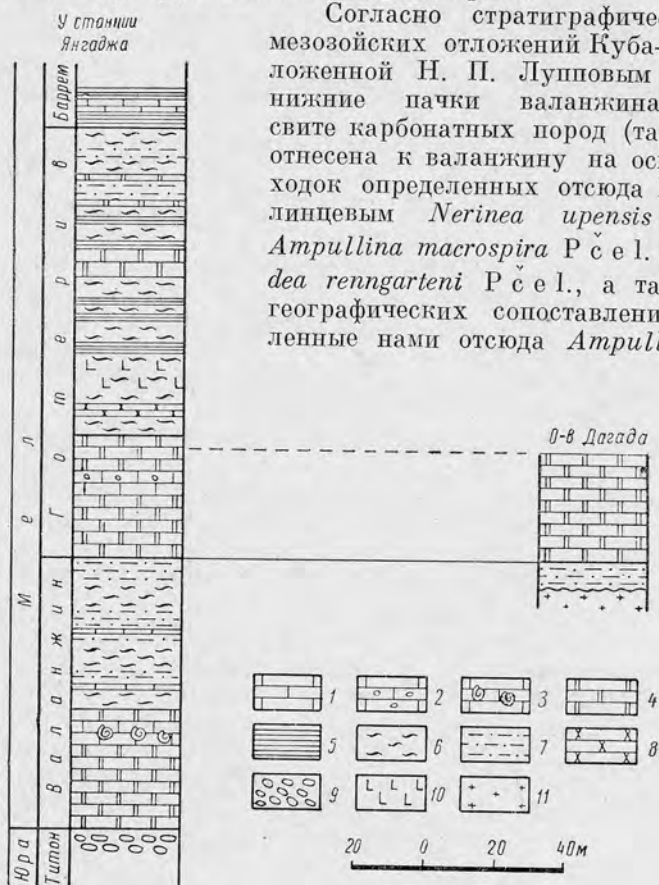 У станции
Янгаджа
Согласно стратиграфиче
мезозойских отложений Куба-
ложенной Н. П. Лупповым
нижние пачки валанжина
свите карбонатных пород (та
отнесена к валанжину на ос
ходок определенных отсюда
линцевым Nerinea upensis
Ampullina macrospira Pčel.
dea renngarteni Pčel., а та
географических сопоставлени
ленные нами отсюда Ampull
Баррем
Готерив
Мел
Валанжин
Юра
Титон
О-в Дагада
1
2
3
4
5
6
7
8
9
10
11
20 0 20 40м